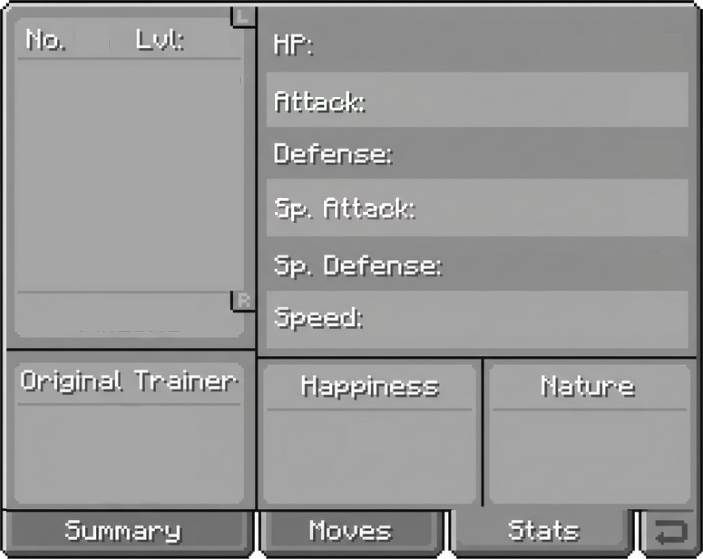 L
No. Lvl:
R
Original Trainer
HP:
Attack:
Defense:
Sp. Attack:
Sp. Defense:
Speed:
Happiness
Nature
Summary
Moves
Stats